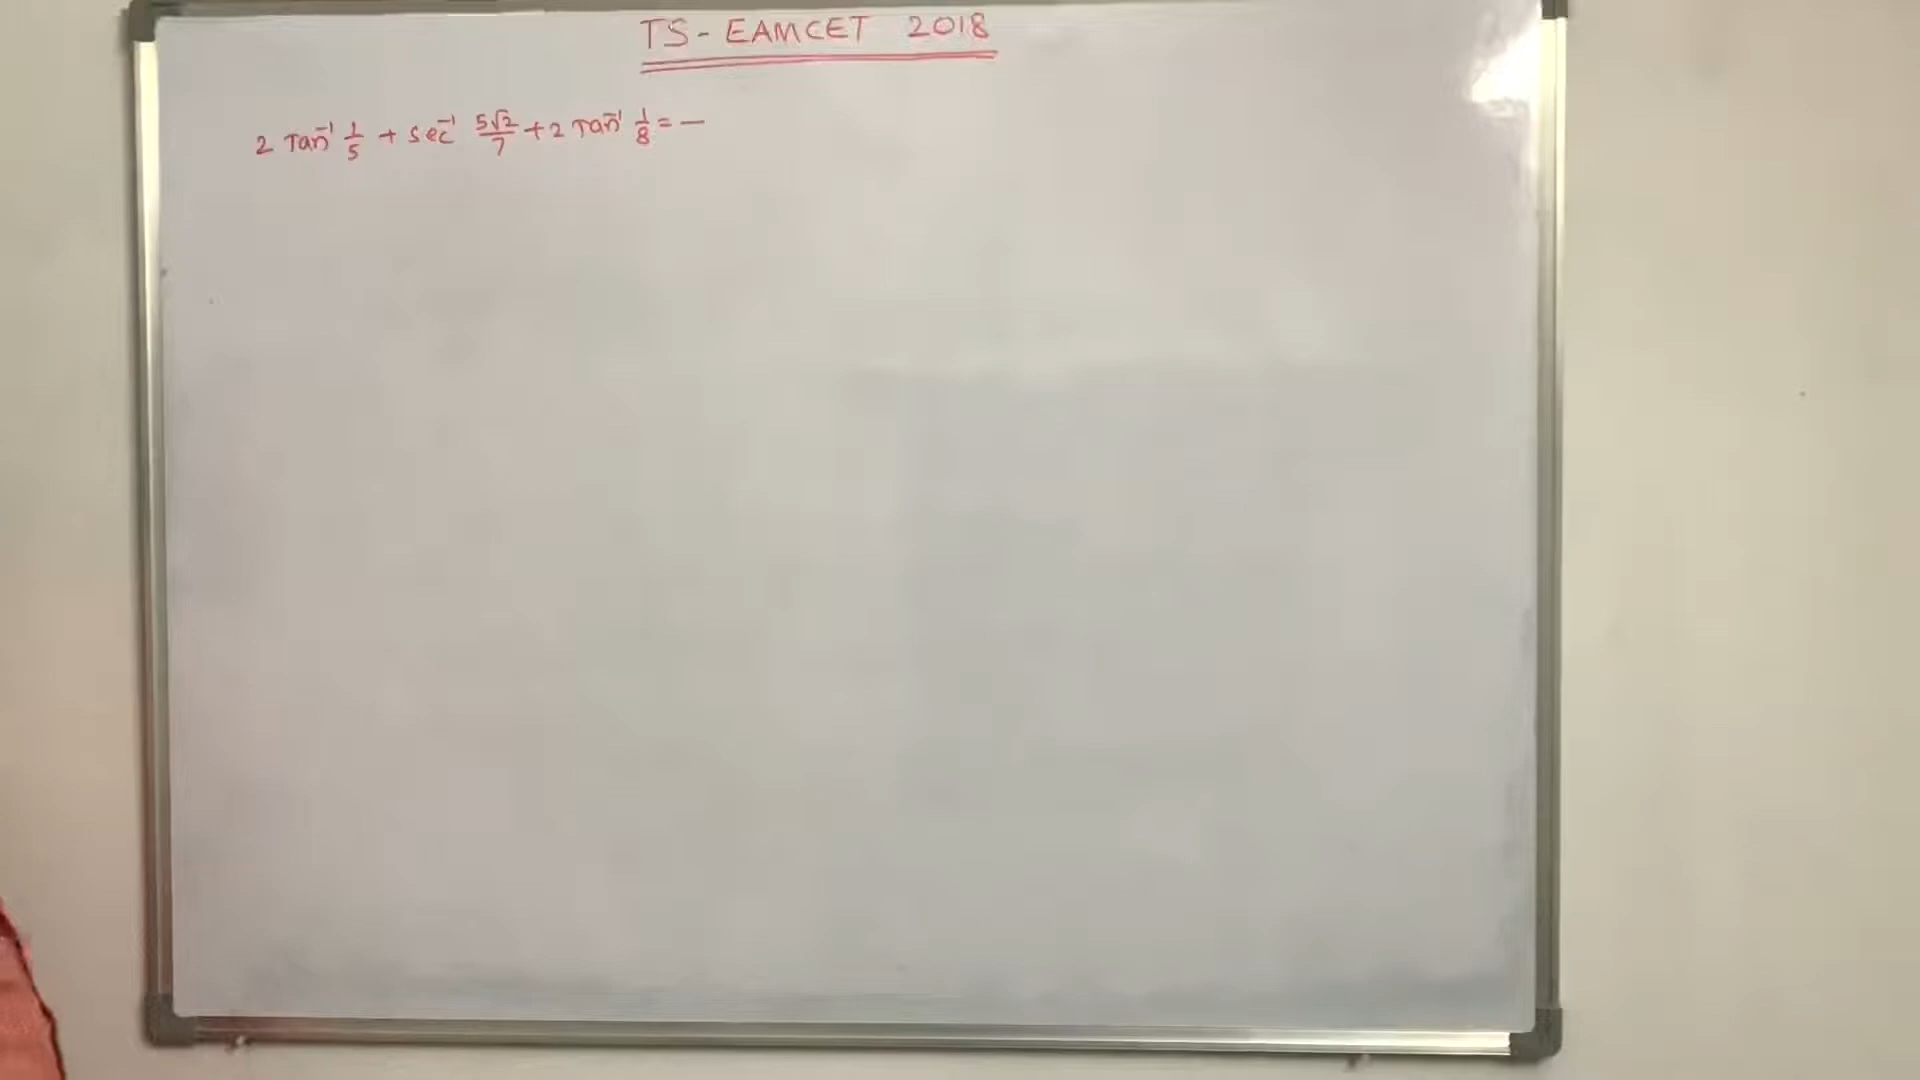 TS - EAMCET 2018
2 Tan⁻¹ 1/5 + sec⁻¹ 5√2/7 + 2 Tan⁻¹ 1/8 = —